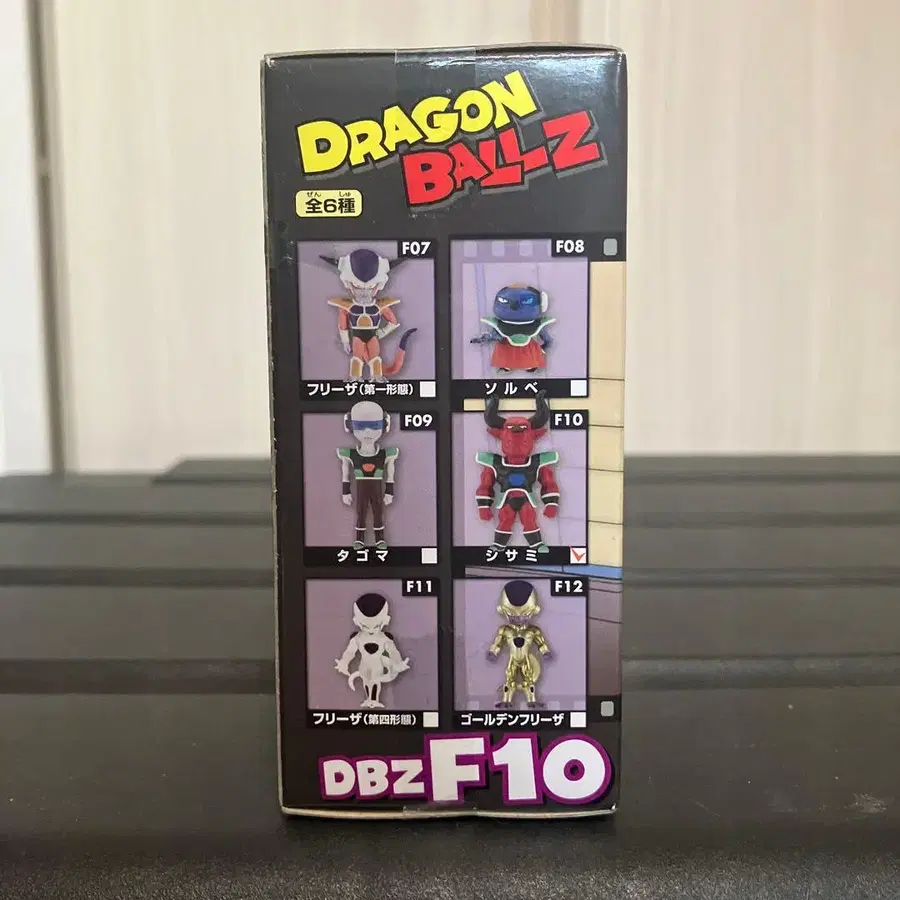 DRAGON
BALL Z
ぜん しゅ
全6種
F07
F08
フリーザ(第一形態)
ソルベ
F09
F10
タゴマ
シサミ
F11
F12
フリーザ(第四形態)
ゴールデンフリーザ
DBZ F10